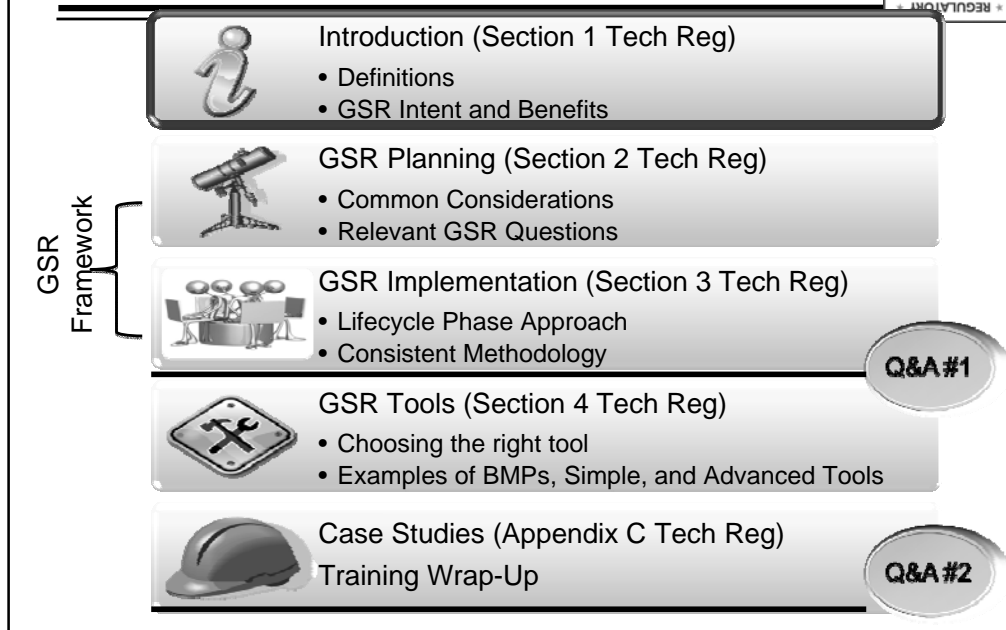 * REGULATORY *
Introduction (Section 1 Tech Reg)
• Definitions
• GSR Intent and Benefits
GSR Planning (Section 2 Tech Reg)
• Common Considerations
• Relevant GSR Questions
GSR
Framework
GSR Implementation (Section 3 Tech Reg)
• Lifecycle Phase Approach
• Consistent Methodology
Q&A #1
GSR Tools (Section 4 Tech Reg)
• Choosing the right tool
• Examples of BMPs, Simple, and Advanced Tools
Case Studies (Appendix C Tech Reg)
Training Wrap-Up
Q&A #2